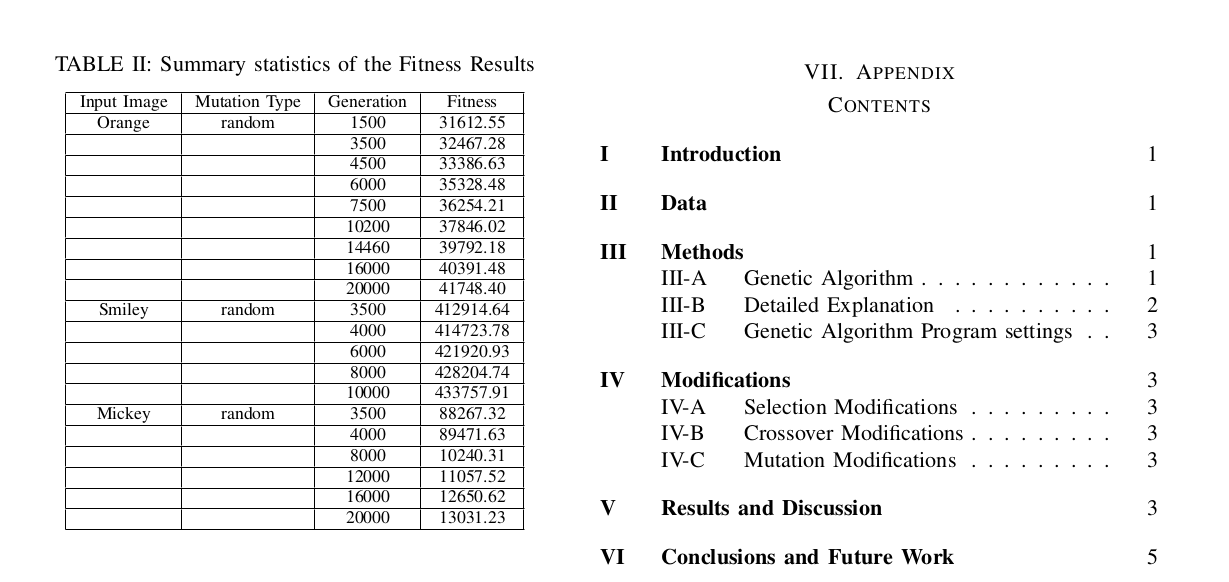 TABLE II: Summary statistics of the Fitness Results
Input Image Mutation Type Generation Fitness
Orange random 1500 31612.55
3500 32467.28
4500 33386.63
6000 35328.48
7500 36254.21
10200 37846.02
14460 39792.18
16000 40391.48
20000 41748.40
Smiley random 3500 412914.64
4000 414723.78
6000 421920.93
8000 428204.74
10000 433757.91
Mickey random 3500 88267.32
4000 89471.63
8000 10240.31
12000 11057.52
16000 12650.62
20000 13031.23
VII. APPENDIX
CONTENTS
I Introduction 1
II Data 1
III Methods 1
III-A Genetic Algorithm . . . . . . . . . . . . 1
III-B Detailed Explanation . . . . . . . . . . 2
III-C Genetic Algorithm Program settings . . 3
IV Modifications 3
IV-A Selection Modifications . . . . . . . . . 3
IV-B Crossover Modifications . . . . . . . . . 3
IV-C Mutation Modifications . . . . . . . . . 3
V Results and Discussion 3
VI Conclusions and Future Work 5